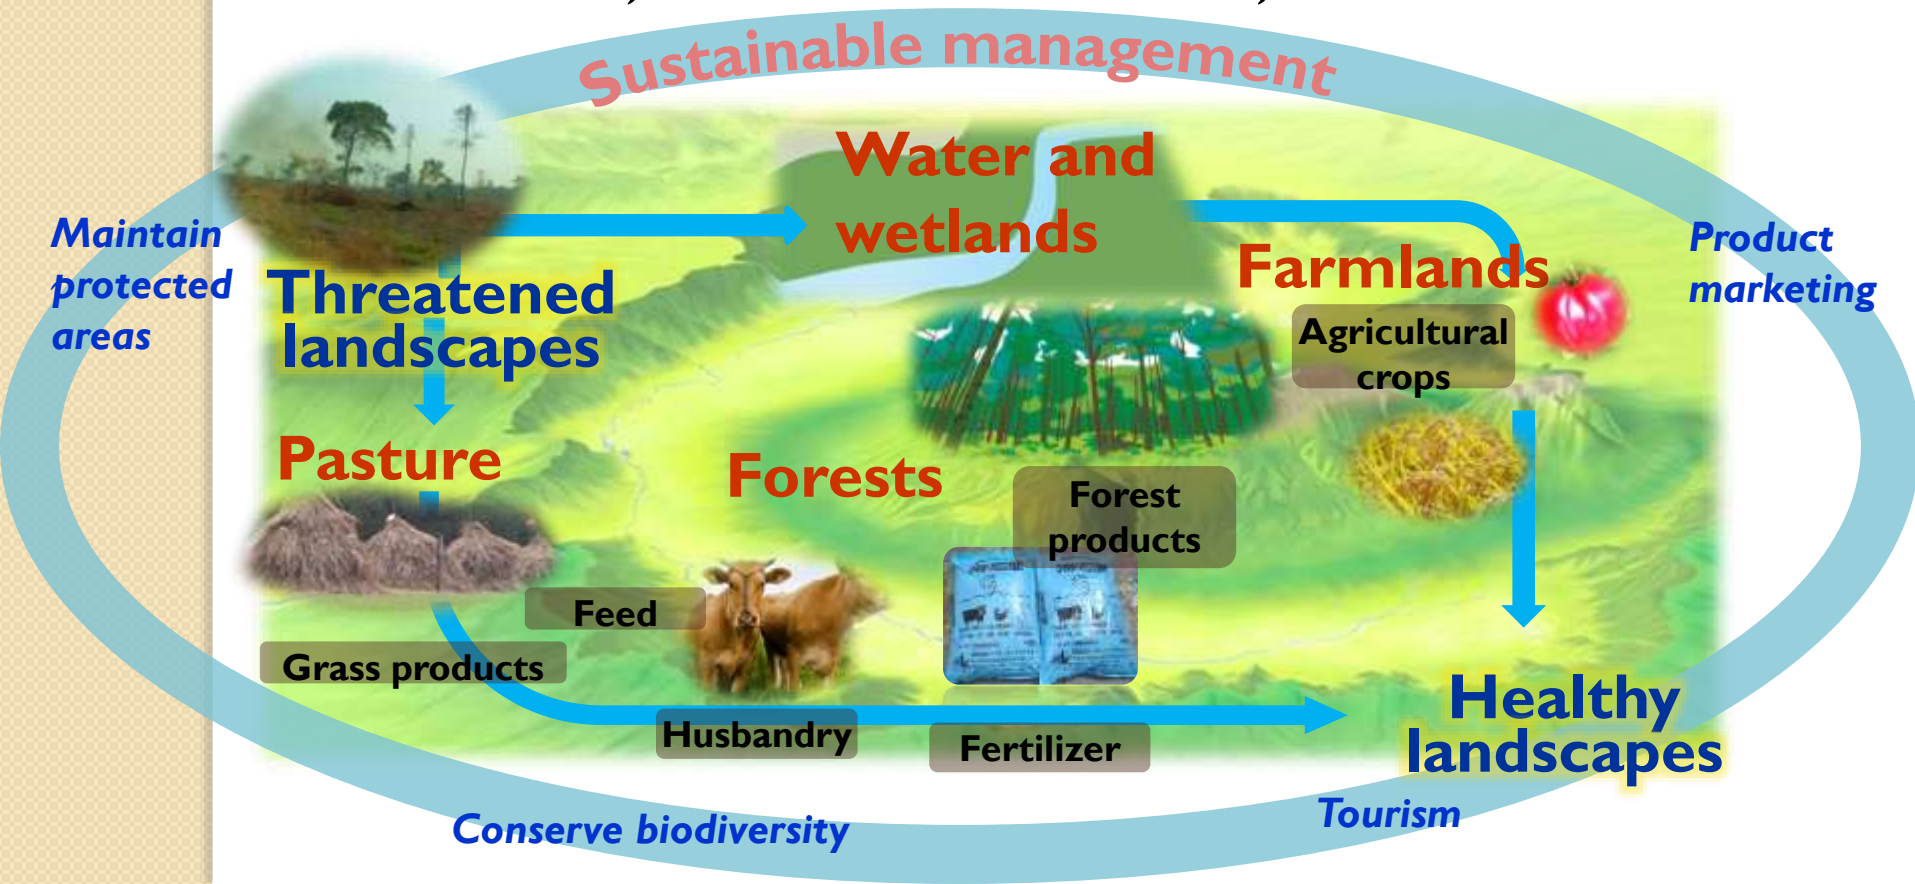 Sustainable management
Water and
wetlands
Maintain
protected
areas
Product
marketing
Farmlands
Threatened
landscapes
Agricultural
crops
Pasture
Forests
Forest
products
Feed
Grass products
Husbandry
Fertilizer
Healthy
landscapes
Tourism
Conserve biodiversity